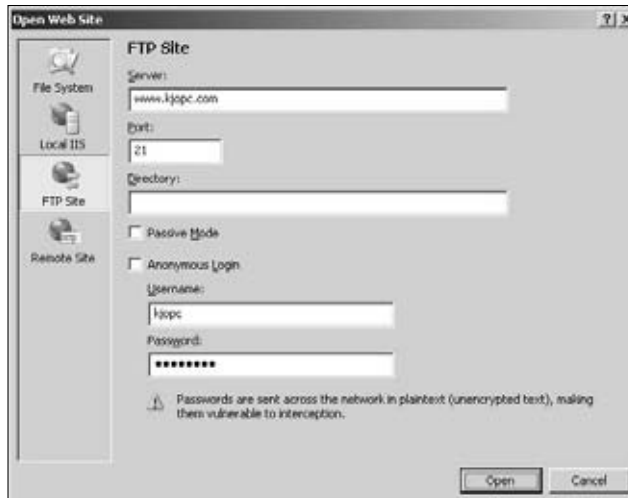 Open Web Site
File System
Local IIS
FTP Site
Remote Site
FTP Site
Server:
www.kjopc.com
Port:
21
Directory:
Passive Mode
Anonymous Login
Username:
kjopc
Password:
••••••••
Passwords are sent across the network in plaintext (unencrypted text), making
them vulnerable to interception.
Open
Cancel